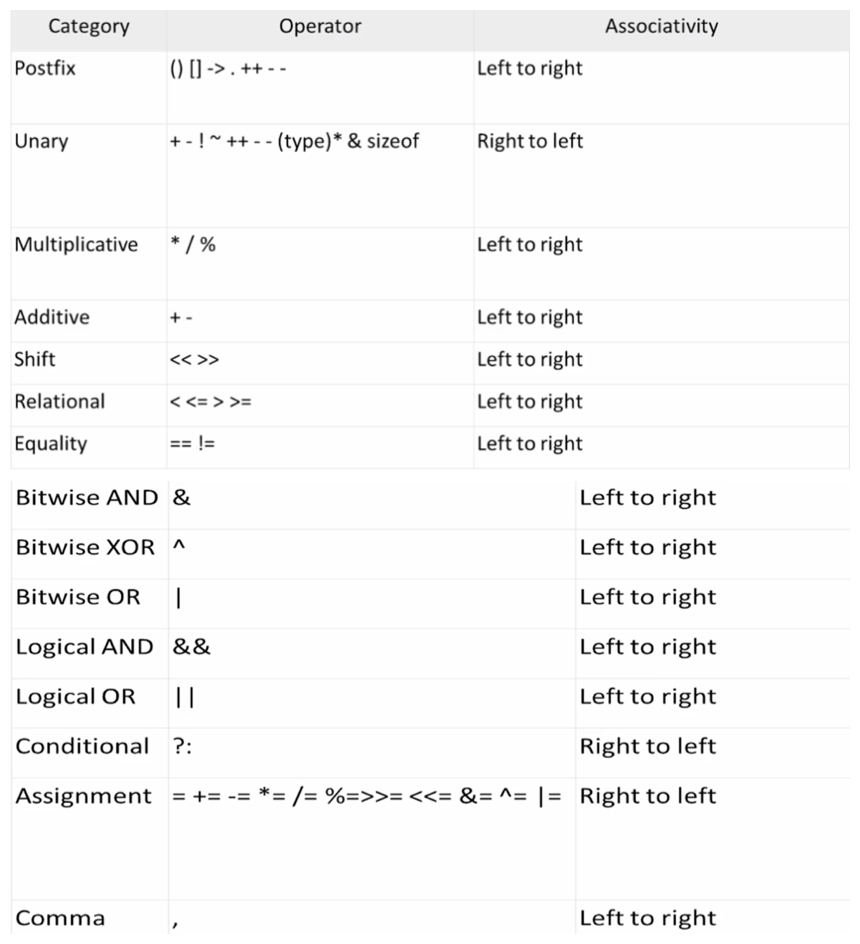 Category Operator Associativity
Postfix () [] -> . ++ - - Left to right
Unary + - ! ~ ++ - - (type)* & sizeof Right to left
Multiplicative * / % Left to right
Additive + - Left to right
Shift << >> Left to right
Relational < <= > >= Left to right
Equality == != Left to right
Bitwise AND & Left to right
Bitwise XOR ^ Left to right
Bitwise OR | Left to right
Logical AND && Left to right
Logical OR || Left to right
Conditional ?: Right to left
Assignment = += -= *= /= %=>>= <<= &= ^= |= Right to left
Comma , Left to right